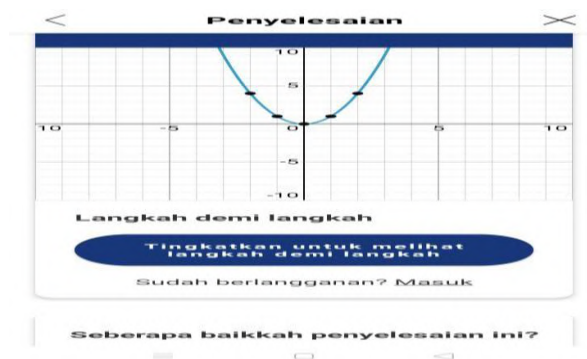 Penyelesaian
10
5
10 -5 0 5 10
-5
-10
Langkah demi langkah
Tingkatkan untuk melihat
langkah demi langkah
Sudah berlangganan? Masuk
Seberapa baikkah penyelesaian ini?